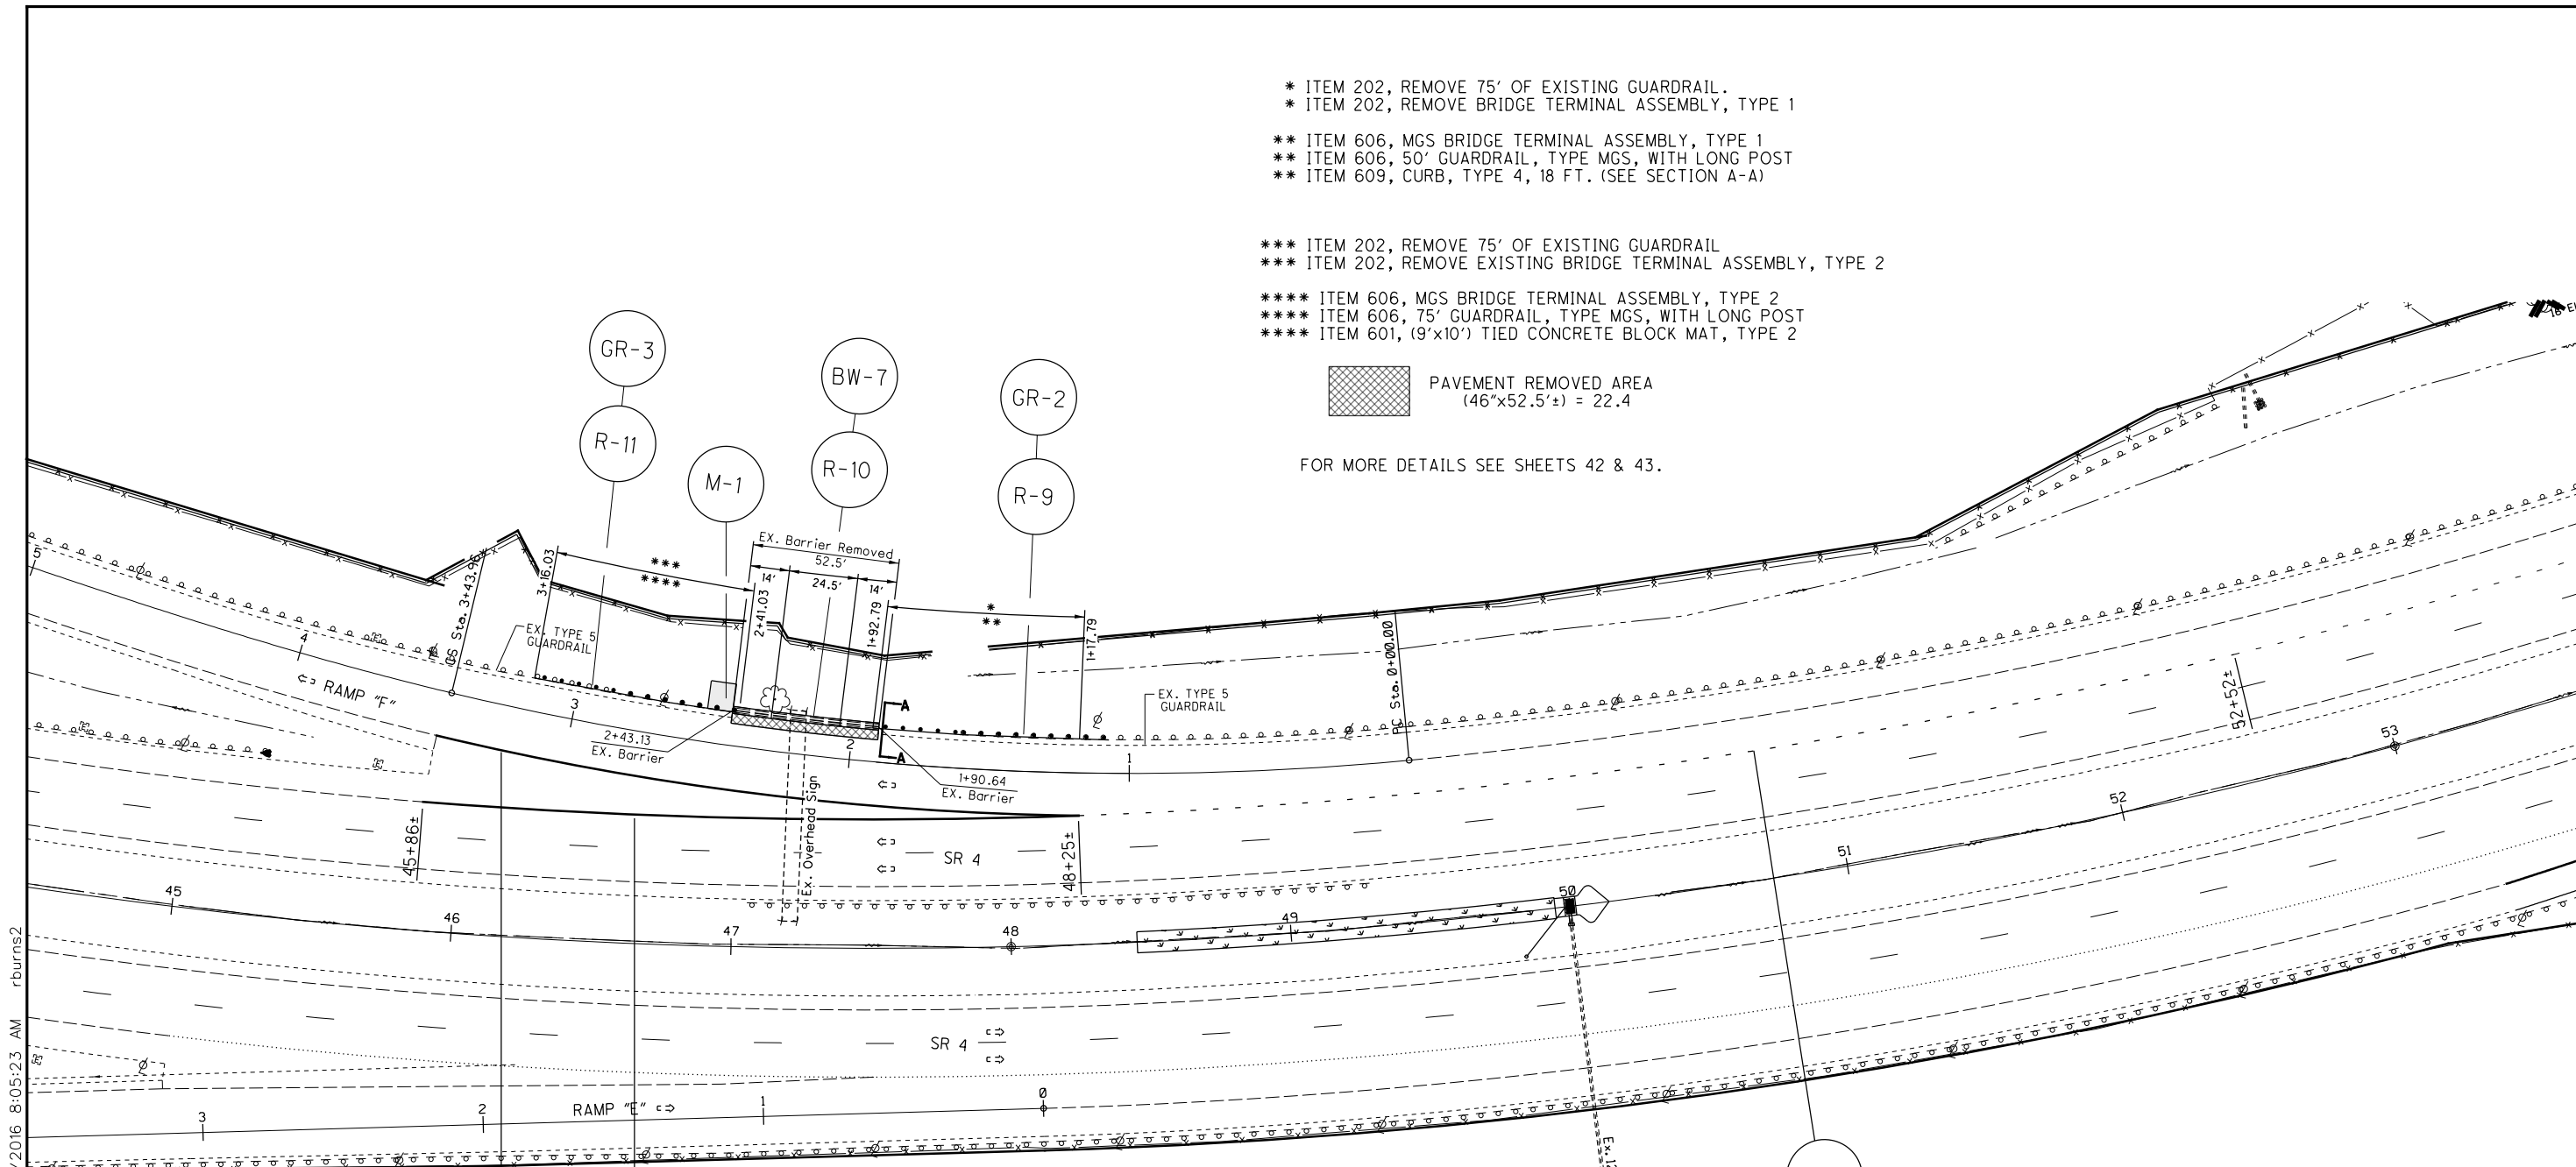 * ITEM 202, REMOVE 75' OF EXISTING GUARDRAIL.
* ITEM 202, REMOVE BRIDGE TERMINAL ASSEMBLY, TYPE 1
** ITEM 606, MGS BRIDGE TERMINAL ASSEMBLY, TYPE 1
** ITEM 606, 50' GUARDRAIL, TYPE MGS, WITH LONG POST
** ITEM 609, CURB, TYPE 4, 18 FT. (SEE SECTION A-A)
*** ITEM 202, REMOVE 75' OF EXISTING GUARDRAIL
*** ITEM 202, REMOVE EXISTING BRIDGE TERMINAL ASSEMBLY, TYPE 2
**** ITEM 606, MGS BRIDGE TERMINAL ASSEMBLY, TYPE 2
**** ITEM 606, 75' GUARDRAIL, TYPE MGS, WITH LONG POST
**** ITEM 601, (9'x10') TIED CONCRETE BLOCK MAT, TYPE 2
PAVEMENT REMOVED AREA
(46"x52.5'±) = 22.4
FOR MORE DETAILS SEE SHEETS 42 & 43.
GR-3
R-11
M-1
BW-7
R-10
GR-2
R-9
EX. Barrier Removed
52.5'
14'
24.5'
14'
***
****
*
**
3+16.03
2+41.03
1+92.79
1+17.79
CS Sta. 3+43.96
PC Sta. 0+00.00
EX. TYPE 5
GUARDRAIL
EX. TYPE 5
GUARDRAIL
5
4
3
2
1
RAMP "F"
2+43.13
EX. Barrier
1+90.64
EX. Barrier
A
A
Ex. Overhead Sign
45+86±
48+25±
52+52±
SR 4
45
46
47
48
49
50
51
52
53
SR 4
RAMP "E"
3
2
1
0
/2016 8:05:23 AM rburns2